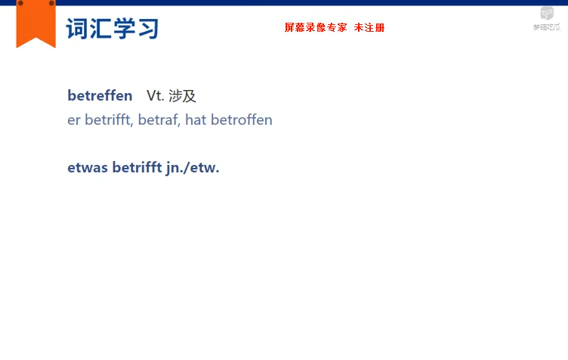 词汇学习
屏幕录像专家 未注册
betreffen Vt. 涉及
er betrifft, betraf, hat betroffen
etwas betrifft jn./etw.